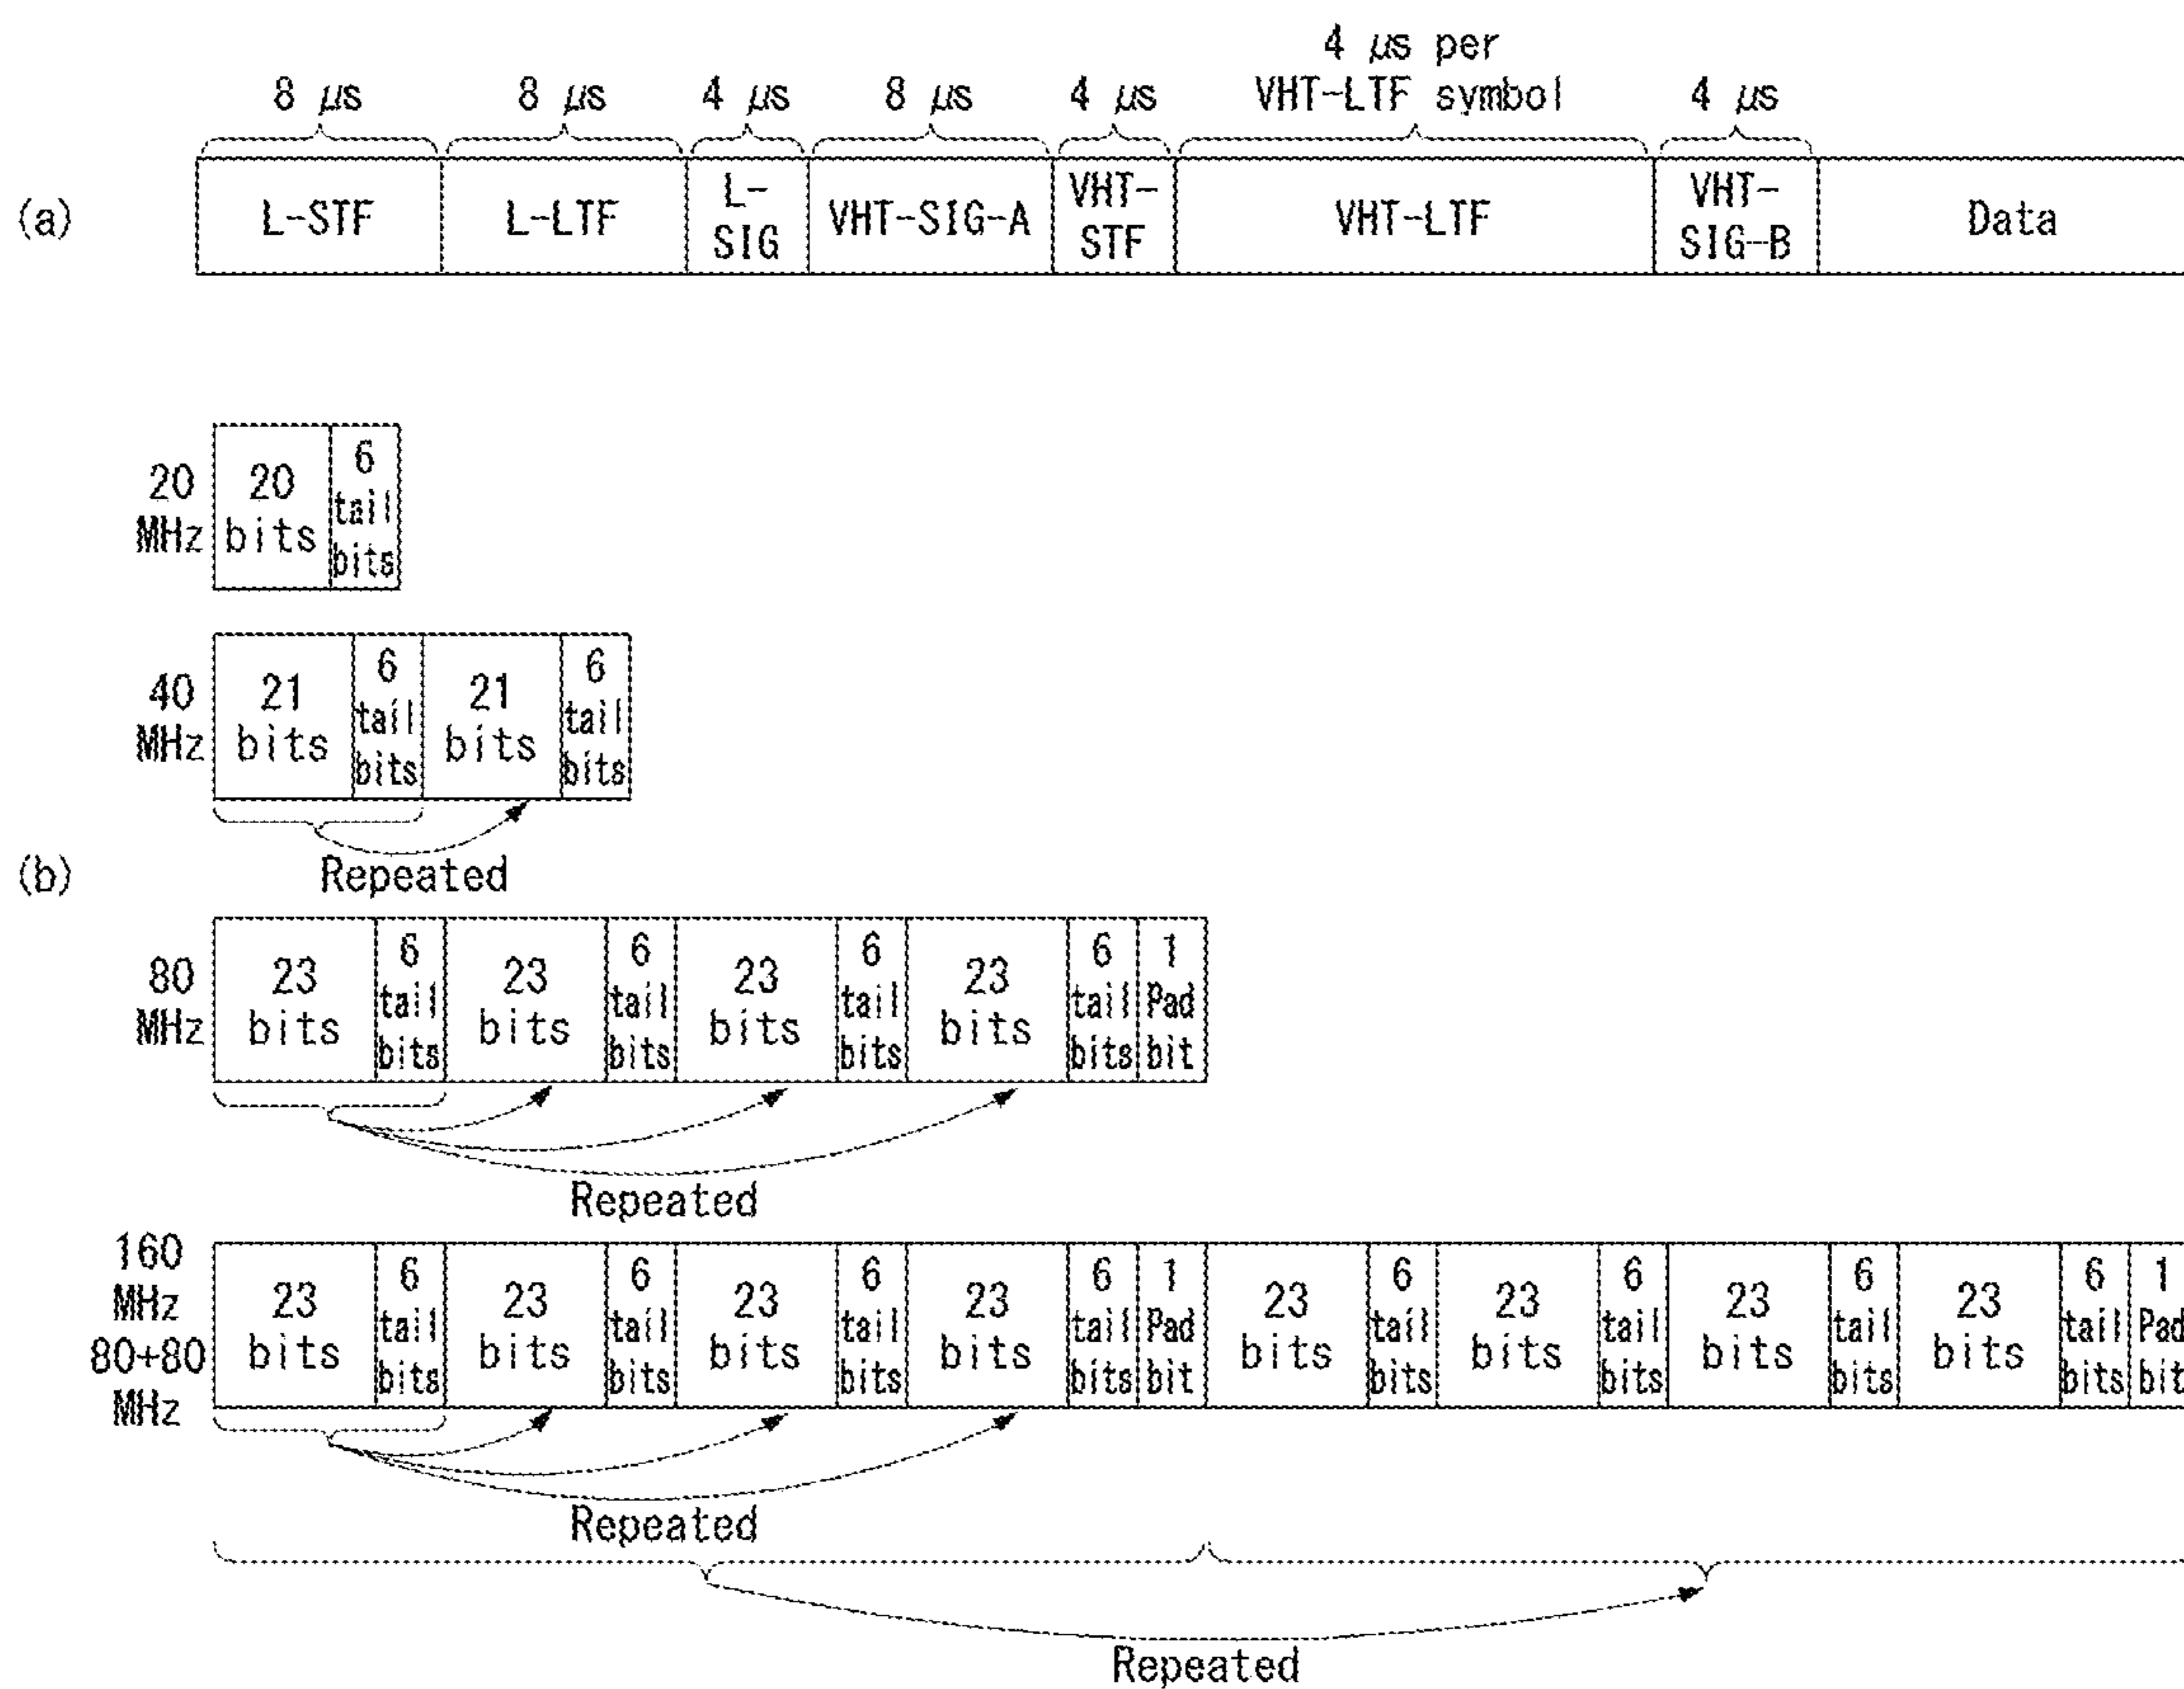 4 μs per
8 μs 8 μs 4 μs 8 μs 4 μs VHT-LTF symbol 4 μs
(a)
L-STF
L-LTF
L-
SIG
VHT-SIG-A
VHT-
STF
VHT-LTF
VHT-
SIG-B
Data
(b)
20
MHz
20
bits
6
tail
bits
40
MHz
21
bits
6
tail
bits
21
bits
6
tail
bits
Repeated
80
MHz
23
bits
6
tail
bits
23
bits
6
tail
bits
23
bits
6
tail
bits
23
bits
6
tail
bits
1
Pad
bit
Repeated
160
MHz
80+80
MHz
23
bits
6
tail
bits
23
bits
6
tail
bits
23
bits
6
tail
bits
23
bits
6
tail
bits
1
Pad
bit
23
bits
6
tail
bits
23
bits
6
tail
bits
23
bits
6
tail
bits
23
bits
6
tail
bits
1
Pad
bit
Repeated
Repeated